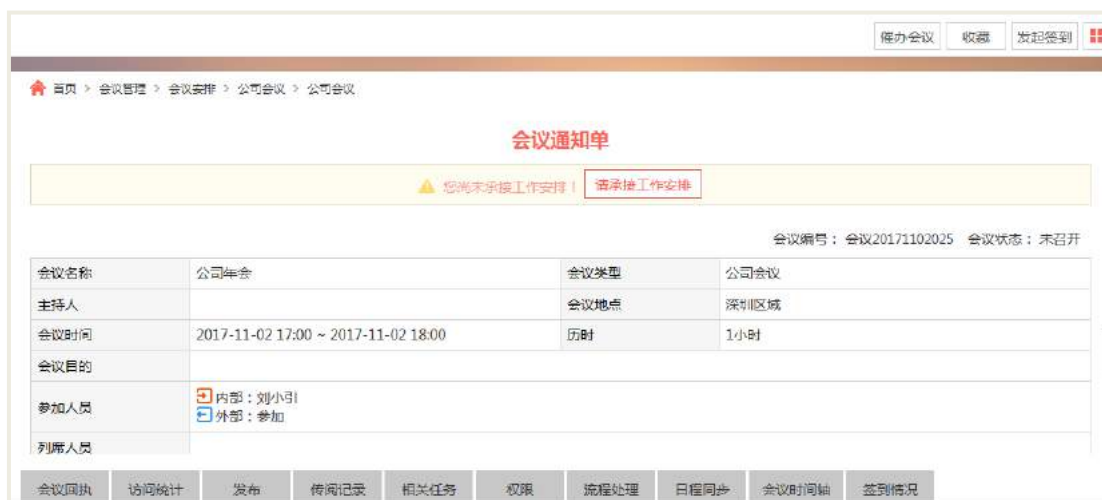 催办会议 收藏 发起签到
首页 > 会议管理 > 会议安排 > 公司会议 > 公司会议
会议通知单
您尚未承接工作安排！ 请承接工作安排
会议编号： 会议20171102025 会议状态： 未召开
会议名称 公司年会 会议类型 公司会议
主持人 会议地点 深圳区域
会议时间 2017-11-02 17:00 ~ 2017-11-02 18:00 历时 1小时
会议目的
参加人员
内部：刘小引
外部：参加
列席人员
会议回执 访问统计 发布 传阅记录 相关任务 权限 流程处理 日程同步 会议时间轴 签到情况